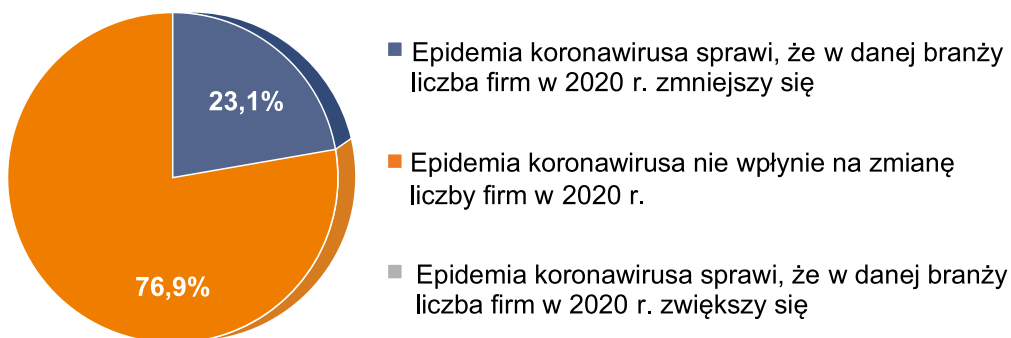 23,1%
76,9%
Epidemia koronawirusa sprawi, że w danej branży
liczba firm w 2020 r. zmniejszy się
Epidemia koronawirusa nie wpłynie na zmianę
liczby firm w 2020 r.
Epidemia koronawirusa sprawi, że w danej branży
liczba firm w 2020 r. zwiększy się